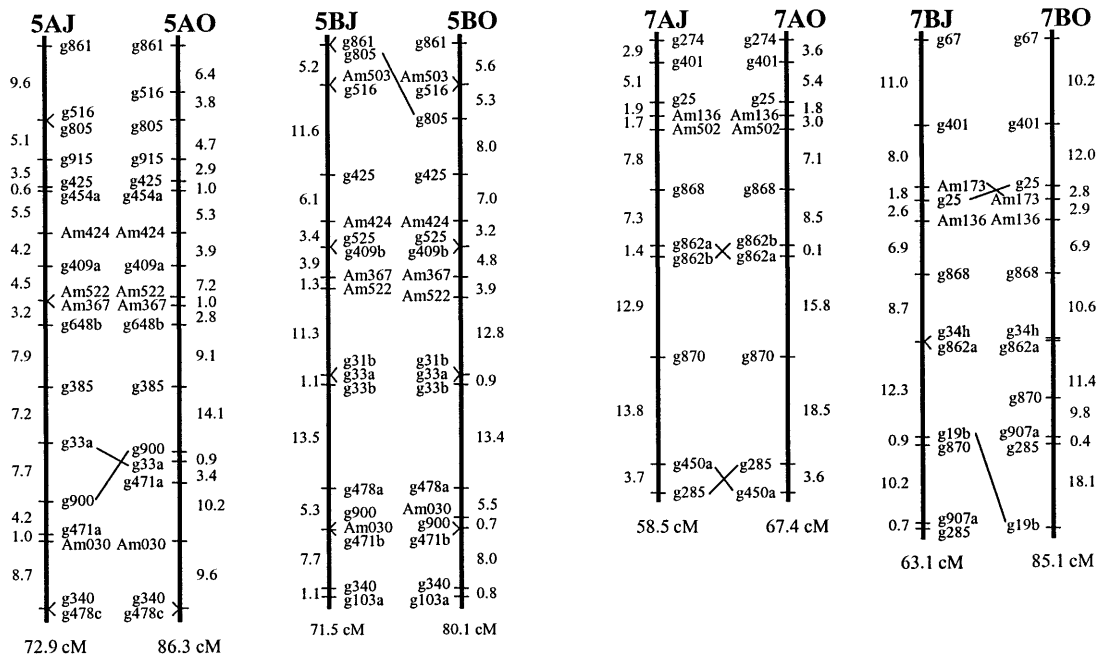 5AJ 5AO 5BJ 5BO 7AJ 7AO 7BJ 7BO
g861
9.6
g516
g805
5.1
g915
3.5
g425
0.6
g454a
5.5
Am424
4.2
g409a
4.5
Am522
Am367
3.2
g648b
7.9
g385
7.2
g33a
7.7
g900
4.2
g471a
1.0
Am030
8.7
g340
g478c
72.9 cM
g861
6.4
g516
3.8
g805
4.7
g915
2.9
g425
1.0
g454a
5.3
Am424
3.9
g409a
7.2
Am522
1.0
Am367
2.8
g648b
9.1
g385
14.1
g900
0.9
g33a
3.4
g471a
10.2
Am030
9.6
g340
g478c
86.3 cM
g861
g805
5.2
Am503
g516
11.6
g425
6.1
Am424
3.4
g525
g409b
3.9
Am367
1.3
Am522
11.3
g31b
g33a
1.1
g33b
13.5
g478a
5.3
g900
Am030
g471b
7.7
g340
1.1
g103a
71.5 cM
g861
5.6
Am503
g516
5.3
g805
8.0
g425
7.0
Am424
3.2
g525
g409b
4.8
Am367
3.9
Am522
12.8
g31b
g33a
0.9
g33b
13.4
g478a
5.5
Am030
0.7
g900
g471b
8.0
g340
0.8
g103a
80.1 cM
g274
2.9
g401
5.1
g25
1.9
Am136
1.7
Am502
7.8
g868
7.3
g862a
1.4
g862b
12.9
g870
13.8
g450a
3.7
g285
58.5 cM
g274
3.6
g401
5.4
g25
1.8
Am136
3.0
Am502
7.1
g868
8.5
g862b
0.1
g862a
15.8
g870
18.5
g285
3.6
g450a
67.4 cM
g67
11.0
g401
8.0
Am173
1.8
g25
2.6
Am136
6.9
g868
8.7
g34h
g862a
12.3
g19b
0.9
g870
10.2
g907a
0.7
g285
63.1 cM
g67
10.2
g401
12.0
g25
2.8
Am173
2.9
Am136
6.9
g868
10.6
g34h
g862a
11.4
g870
9.8
g907a
0.4
g285
18.1
g19b
85.1 cM